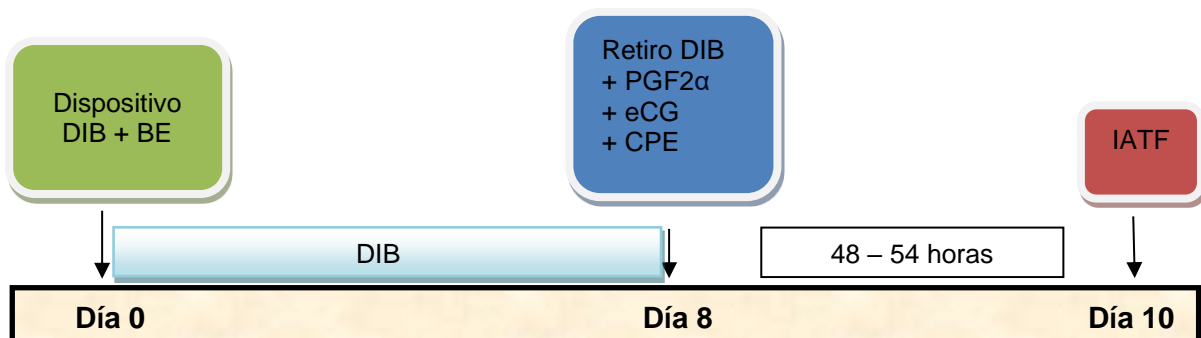 Dispositivo
DIB + BE
Retiro DIB
+ PGF2α
+ eCG
+ CPE
IATF
DIB
48 – 54 horas
Día 0
Día 8
Día 10